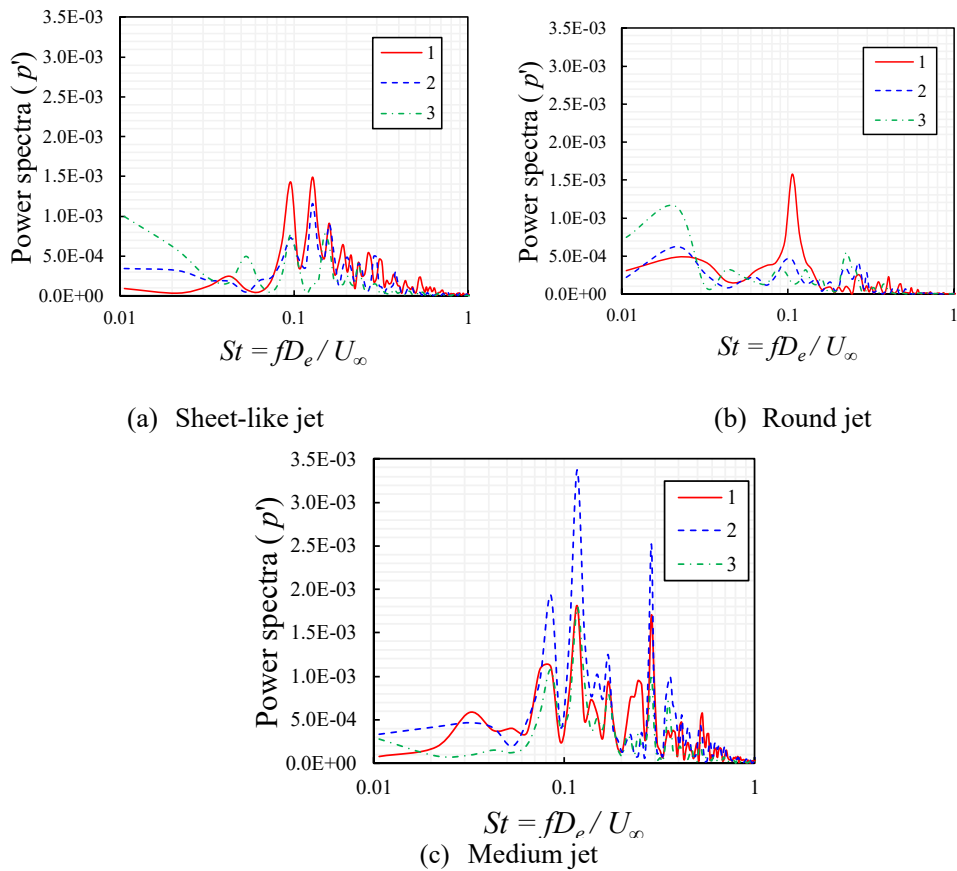 3.5E-03
3.0E-03
2.5E-03
2.0E-03
1.5E-03
1.0E-03
5.0E-04
0.0E+00
Power spectra ( p')
1
2
3
0.01
0.1
1
St = fDe / U∞
(a) Sheet-like jet
3.5E-03
3.0E-03
2.5E-03
2.0E-03
1.5E-03
1.0E-03
5.0E-04
0.0E+00
Power spectra ( p')
1
2
3
0.01
0.1
1
St = fDe / U∞
(b) Round jet
3.5E-03
3.0E-03
2.5E-03
2.0E-03
1.5E-03
1.0E-03
5.0E-04
0.0E+00
Power spectra ( p')
1
2
3
0.01
0.1
1
St = fDe / U∞
(c) Medium jet